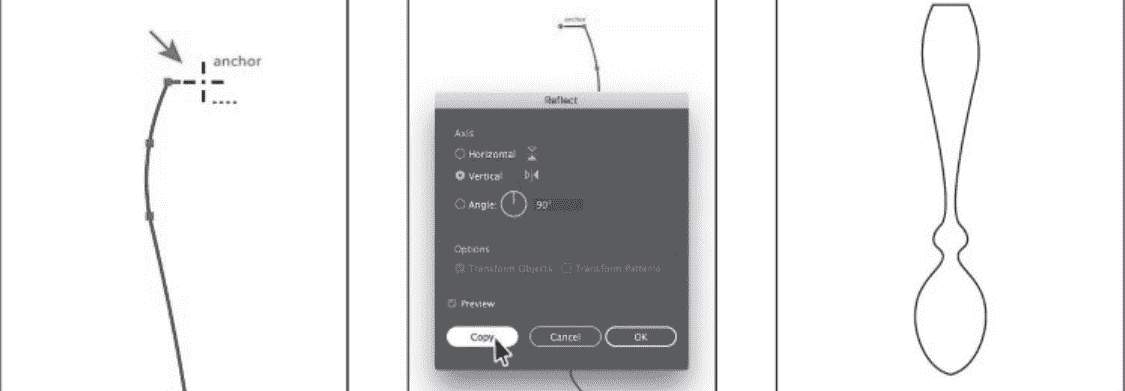 anchor
anchor
Reflect
Axis
Horizontal
Vertical
Angle: 90°
Options
Transform Objects Transform Patterns
Preview
Copy Cancel OK